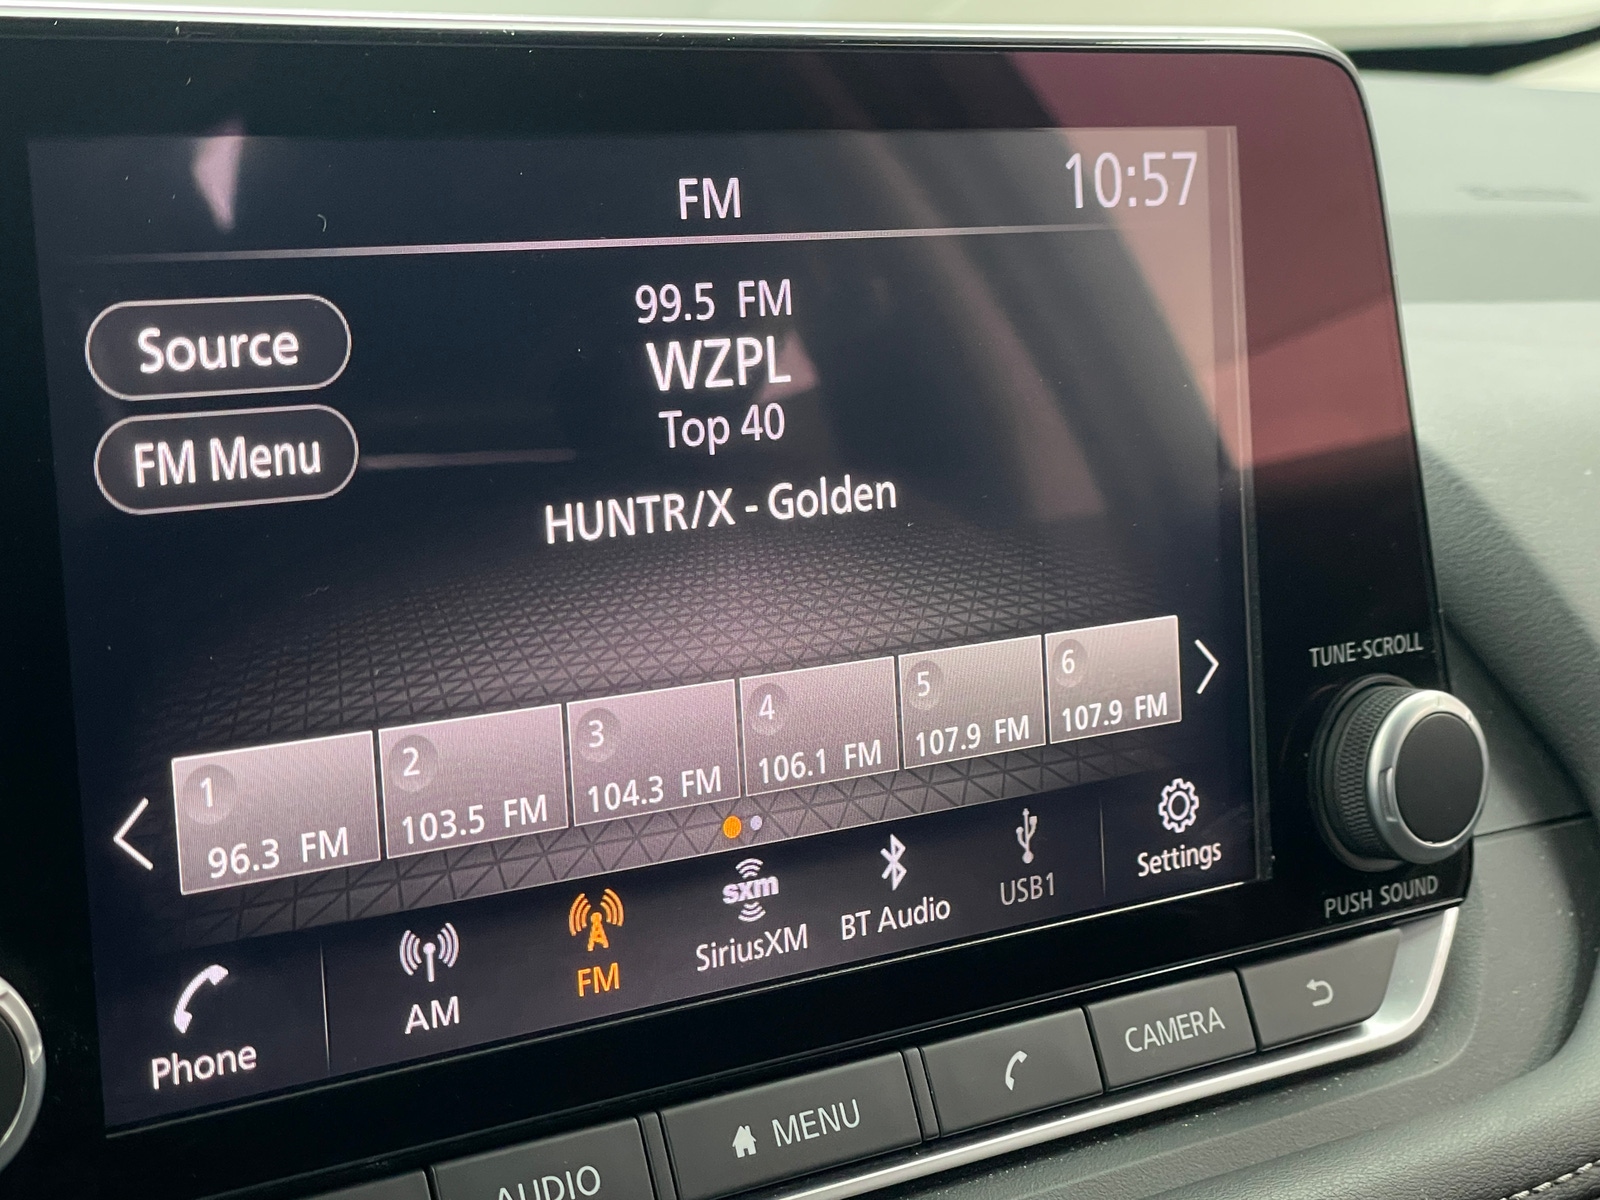 FM
10:57
Source
FM Menu
99.5 FM
WZPL
Top 40
HUNTR/X - Golden
1
96.3 FM
2
103.5 FM
3
104.3 FM
4
106.1 FM
5
107.9 FM
6
107.9 FM
Phone
AM
FM
sxm
SiriusXM
BT Audio
USB1
Settings
TUNE·SCROLL
PUSH SOUND
AUDIO
MENU
CAMERA